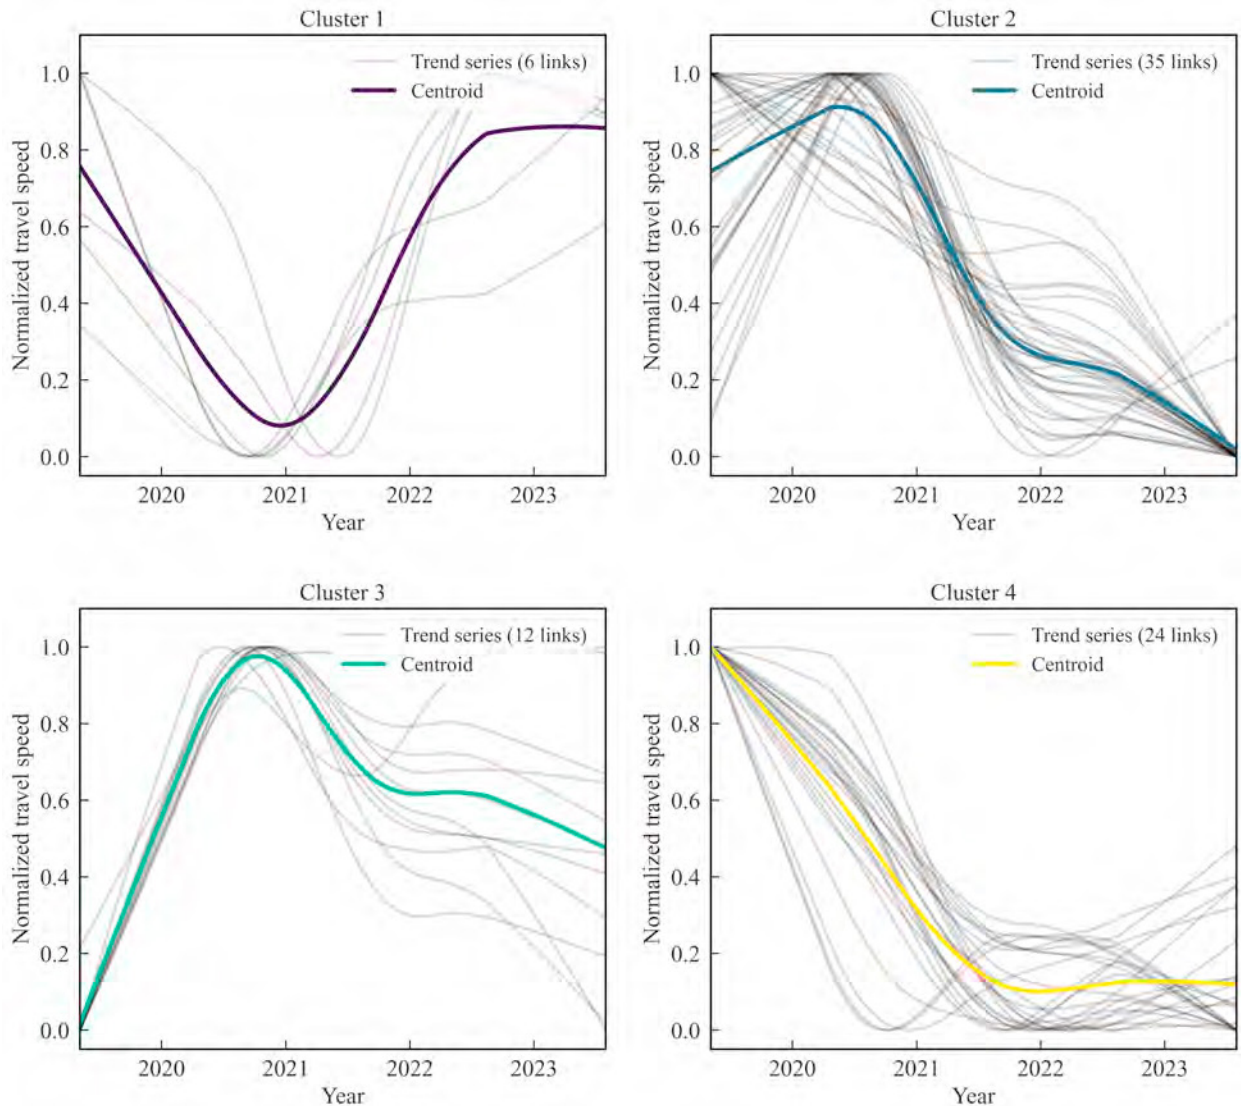 Cluster 1
Trend series (6 links)
Centroid
Normalized travel speed
1.0
0.8
0.6
0.4
0.2
0.0
2020 2021 2022 2023
Year
Cluster 2
Trend series (35 links)
Centroid
Normalized travel speed
1.0
0.8
0.6
0.4
0.2
0.0
2020 2021 2022 2023
Year
Cluster 3
Trend series (12 links)
Centroid
Normalized travel speed
1.0
0.8
0.6
0.4
0.2
0.0
2020 2021 2022 2023
Year
Cluster 4
Trend series (24 links)
Centroid
Normalized travel speed
1.0
0.8
0.6
0.4
0.2
0.0
2020 2021 2022 2023
Year